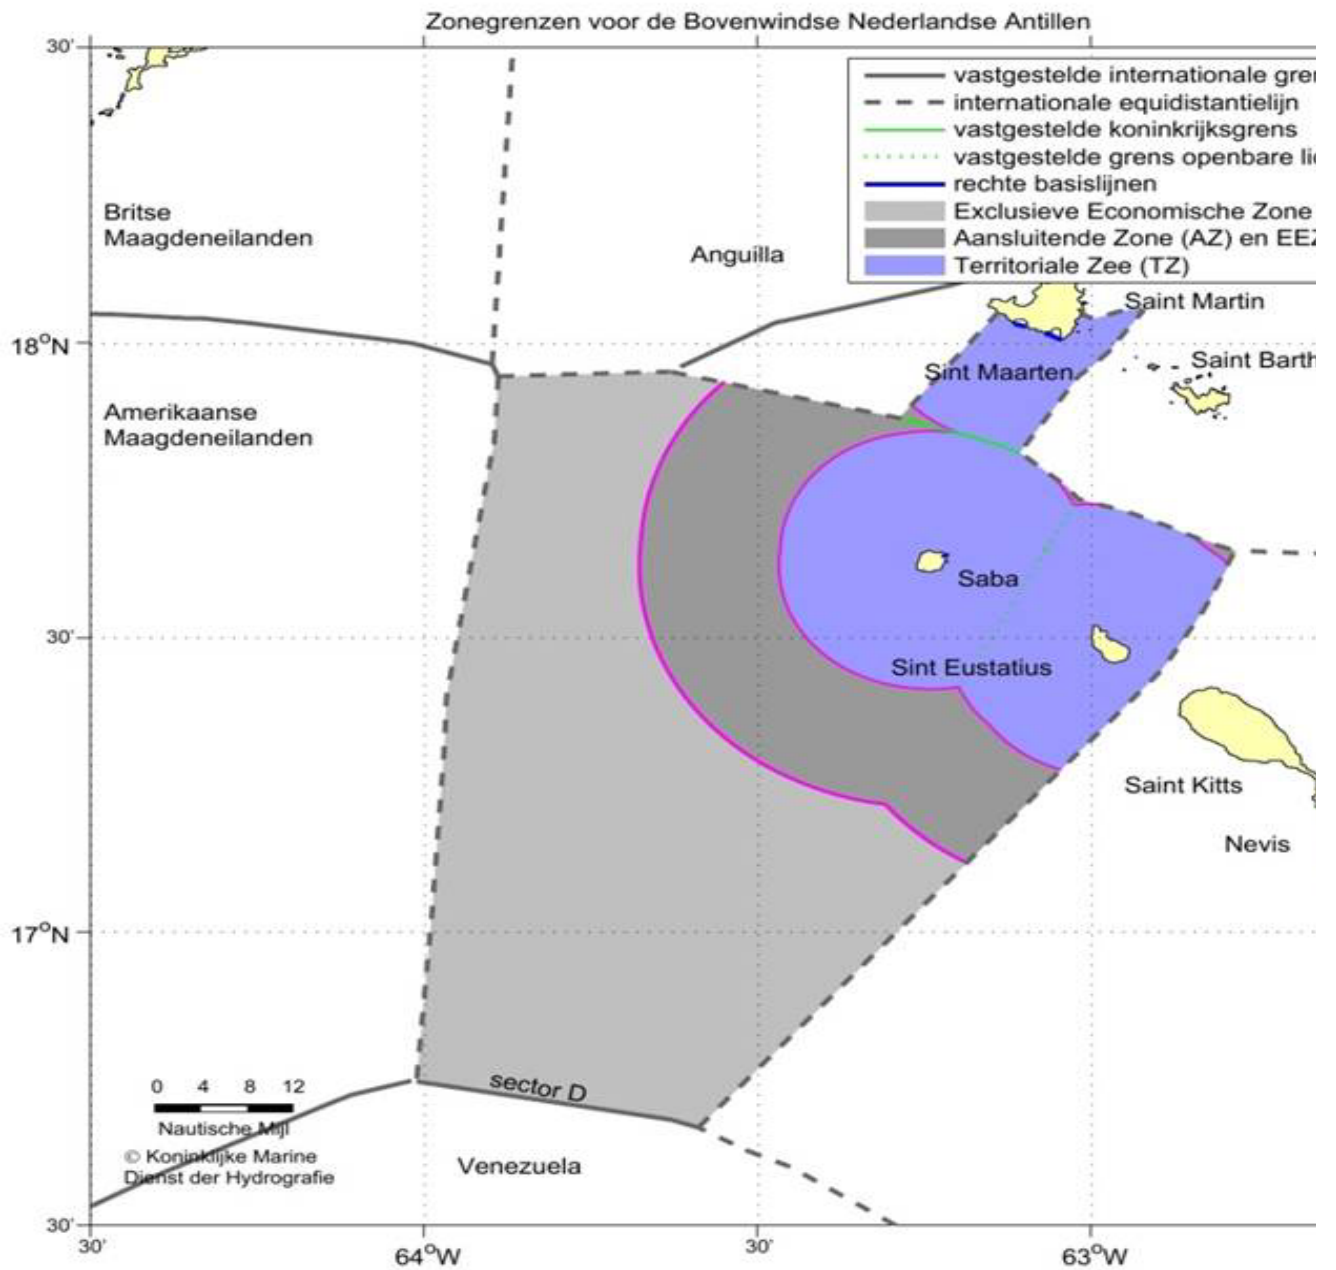 Zonegrenzen voor de Bovenwindse Nederlandse Antillen
30'
vastgestelde internationale gre
internationale equidistantielijn
vastgestelde koninkrijksgrens
vastgestelde grens openbare li
rechte basislijnen
Exclusieve Economische Zone
Aansluitende Zone (AZ) en EEZ
Territoriale Zee (TZ)
Britse
Maagdeneilanden
Anguilla
Saint Martin
18°N
Saint Barth
Sint Maarten
Amerikaanse
Maagdeneilanden
Saba
30'
Sint Eustatius
Saint Kitts
Nevis
17°N
0 4 8 12
Nautische Mijl
sector D
© Koninklijke Marine
Dienst der Hydrografie
Venezuela
30'
30'
64°W
30'
63°W